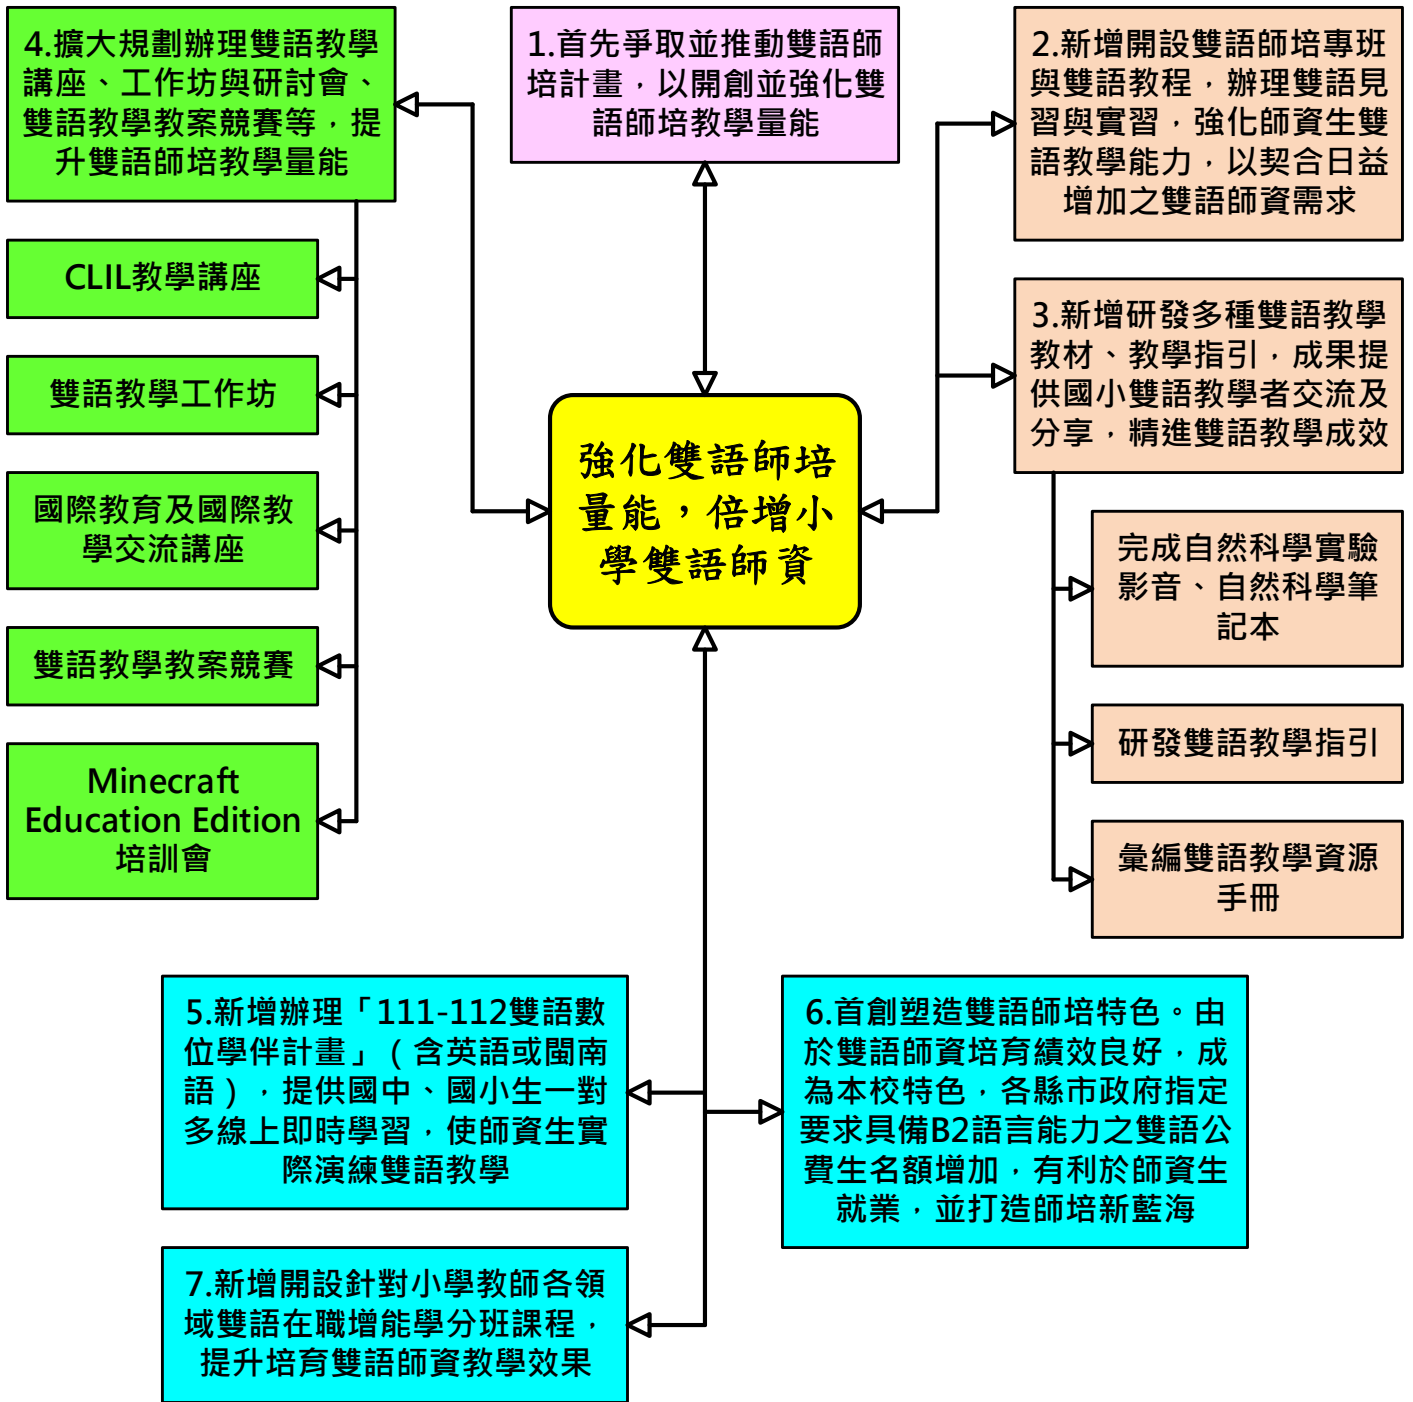 4.擴大規劃辦理雙語教學
講座、工作坊與研討會、
雙語教學教案競賽等，提
升雙語師培教學量能
CLIL教學講座
雙語教學工作坊
國際教育及國際教
學交流講座
雙語教學教案競賽
Minecraft
Education Edition
培訓會
1.首先爭取並推動雙語師
培計畫，以開創並強化雙
語師培教學量能
強化雙語師培
量能，倍增小
學雙語師資
2.新增開設雙語師培專班
與雙語教程，辦理雙語見
習與實習，強化師資生雙
語教學能力，以契合日益
增加之雙語師資需求
3.新增研發多種雙語教學
教材、教學指引，成果提
供國小雙語教學者交流及
分享，精進雙語教學成效
完成自然科學實驗
影音、自然科學筆
記本
研發雙語教學指引
彙編雙語教學資源
手冊
5.新增辦理「111-112雙語數
位學伴計畫」（含英語或閩南
語），提供國中、國小生一對
多線上即時學習，使師資生實
際演練雙語教學
6.首創塑造雙語師培特色。由
於雙語師資培育績效良好，成
為本校特色，各縣市政府指定
要求具備B2語言能力之雙語公
費生名額增加，有利於師資生
就業，並打造師培新藍海
7.新增開設針對小學教師各領
域雙語在職增能學分班課程，
提升培育雙語師資教學效果